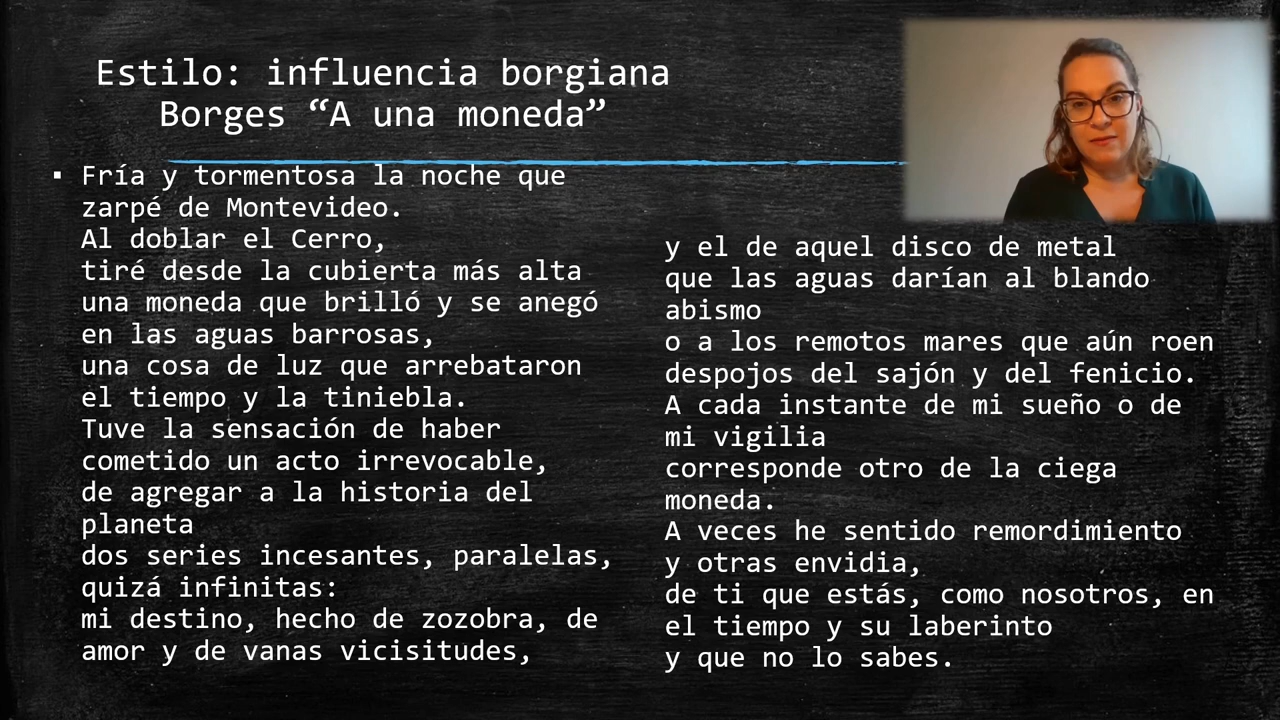 Estilo: influencia borgiana
Borges “A una moneda”
▪ Fría y tormentosa la noche que
zarpé de Montevideo.
Al doblar el Cerro,
tiré desde la cubierta más alta
una moneda que brilló y se anegó
en las aguas barrosas,
una cosa de luz que arrebataron
el tiempo y la tiniebla.
Tuve la sensación de haber
cometido un acto irrevocable,
de agregar a la historia del
planeta
dos series incesantes, paralelas,
quizá infinitas:
mi destino, hecho de zozobra, de
amor y de vanas vicisitudes,
y el de aquel disco de metal
que las aguas darían al blando
abismo
o a los remotos mares que aún roen
despojos del sajón y del fenicio.
A cada instante de mi sueño o de
mi vigilia
corresponde otro de la ciega
moneda.
A veces he sentido remordimiento
y otras envidia,
de ti que estás, como nosotros, en
el tiempo y su laberinto
y que no lo sabes.